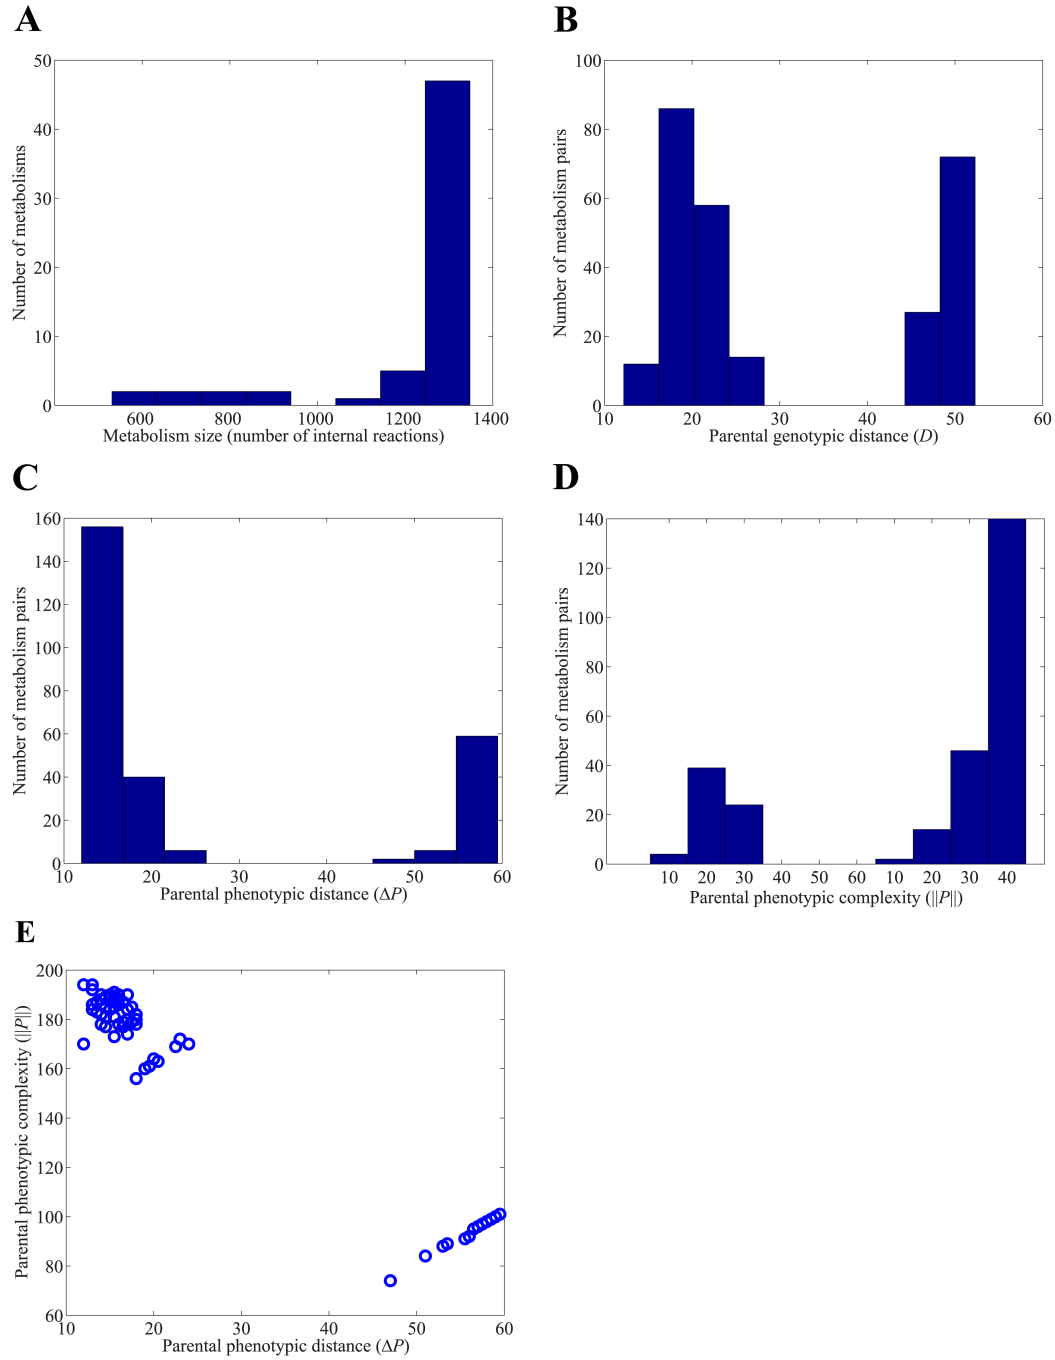 A
50
40
30
20
10
0
Number of metabolisms
600 800 1000 1200 1400
Metabolism size (number of internal reactions)
B
100
80
60
40
20
0
Number of metabolism pairs
10 20 30 40 50 60
Parental genotypic distance (D)
C
160
140
120
100
80
60
40
20
0
Number of metabolism pairs
10 20 30 40 50 60
Parental phenotypic distance (ΔP)
D
140
120
100
80
60
40
20
0
Number of metabolism pairs
10 20 30 40 50 60 10 20 30 40
Parental phenotypic complexity (||P||)
E
200
180
160
140
120
100
80
60
Parental phenotypic complexity (||P||)
10 20 30 40 50 60
Parental phenotypic distance (ΔP)